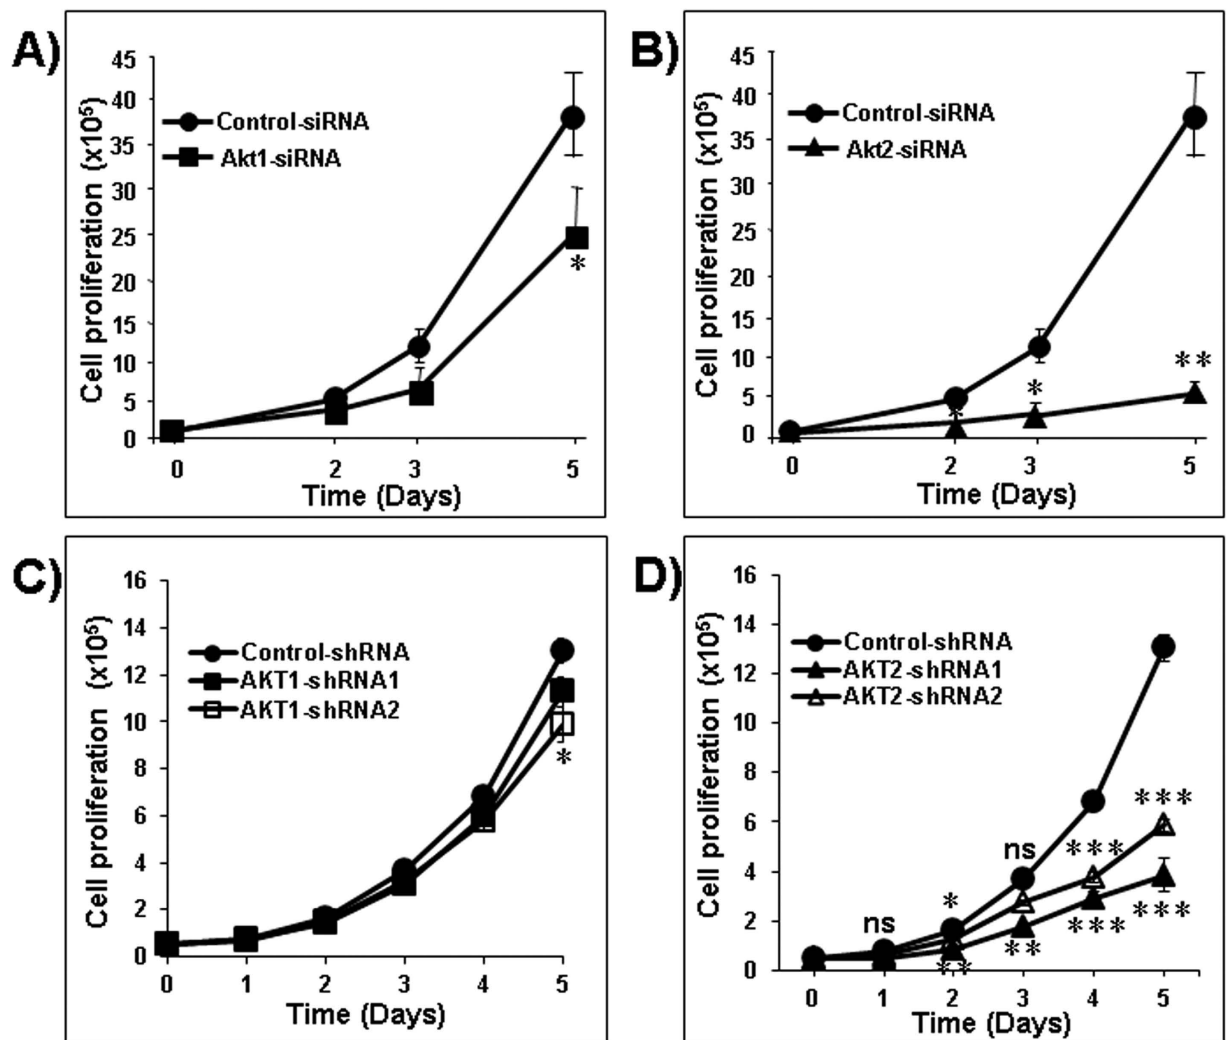 A)
Cell proliferation (x10⁵)
45
40
35
30
25
20
15
10
5
0
Control-siRNA
Akt1-siRNA
*
0 2 3 5
Time (Days)
B)
Cell proliferation (x10⁵)
45
40
35
30
25
20
15
10
5
0
Control-siRNA
Akt2-siRNA
* * **
0 2 3 5
Time (Days)
C)
Cell proliferation (x10⁵)
16
14
12
10
8
6
4
2
0
Control-shRNA
AKT1-shRNA1
AKT1-shRNA2
*
0 1 2 3 4 5
Time (Days)
D)
Cell proliferation (x10⁵)
16
14
12
10
8
6
4
2
0
Control-shRNA
AKT2-shRNA1
AKT2-shRNA2
ns * ns *** ***
** ** *** ***
0 1 2 3 4 5
Time (Days)